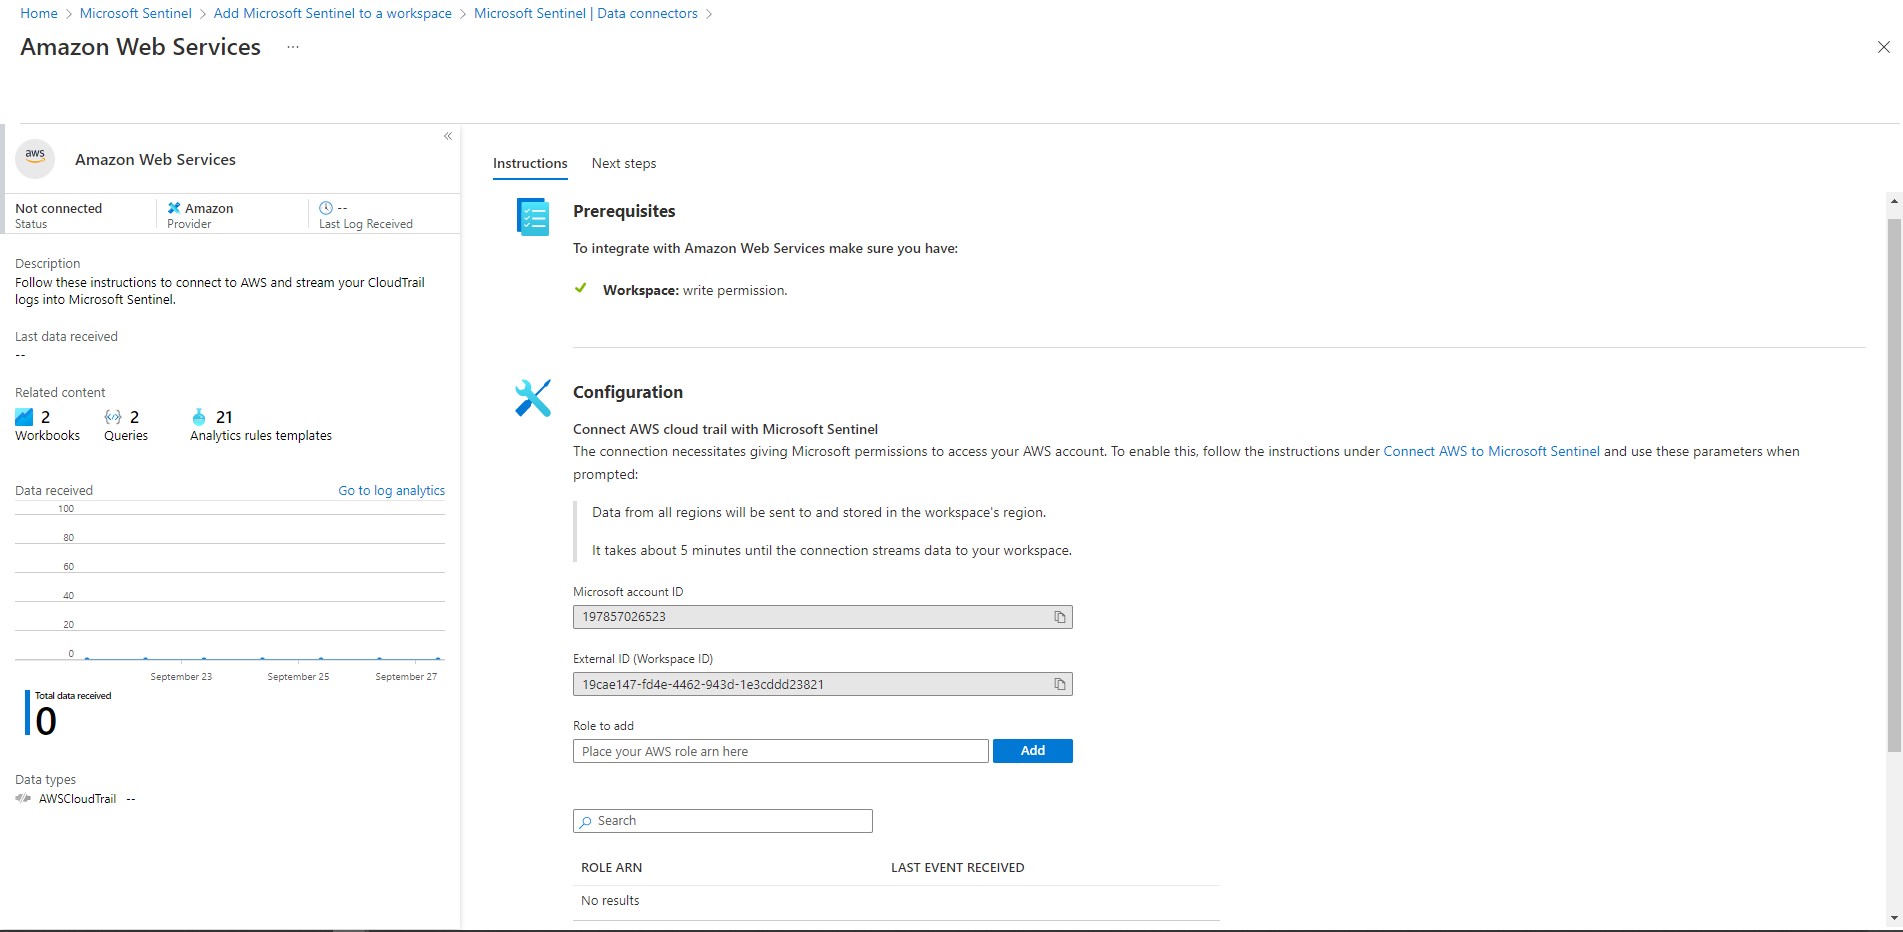 Home > Microsoft Sentinel > Add Microsoft Sentinel to a workspace > Microsoft Sentinel | Data connectors >
Amazon Web Services ...
«
aws
Amazon Web Services
Not connected
Status
Amazon
Provider
--
Last Log Received
Description
Follow these instructions to connect to AWS and stream your CloudTrail
logs into Microsoft Sentinel.
Last data received
--
Related content
2
Workbooks
2
Queries
21
Analytics rules templates
Data received
Go to log analytics
100
80
60
40
20
0
September 23
September 25
September 27
Total data received
0
Data types
AWSCloudTrail --
Instructions
Next steps
Prerequisites
To integrate with Amazon Web Services make sure you have:
Workspace: write permission.
Configuration
Connect AWS cloud trail with Microsoft Sentinel
The connection necessitates giving Microsoft permissions to access your AWS account. To enable this, follow the instructions under Connect AWS to Microsoft Sentinel and use these parameters when
prompted:
Data from all regions will be sent to and stored in the workspace's region.
It takes about 5 minutes until the connection streams data to your workspace.
Microsoft account ID
197857026523
External ID (Workspace ID)
19cae147-fd4e-4462-943d-1e3cddd23821
Role to add
Place your AWS role arn here
Add
Search
ROLE ARN
LAST EVENT RECEIVED
No results